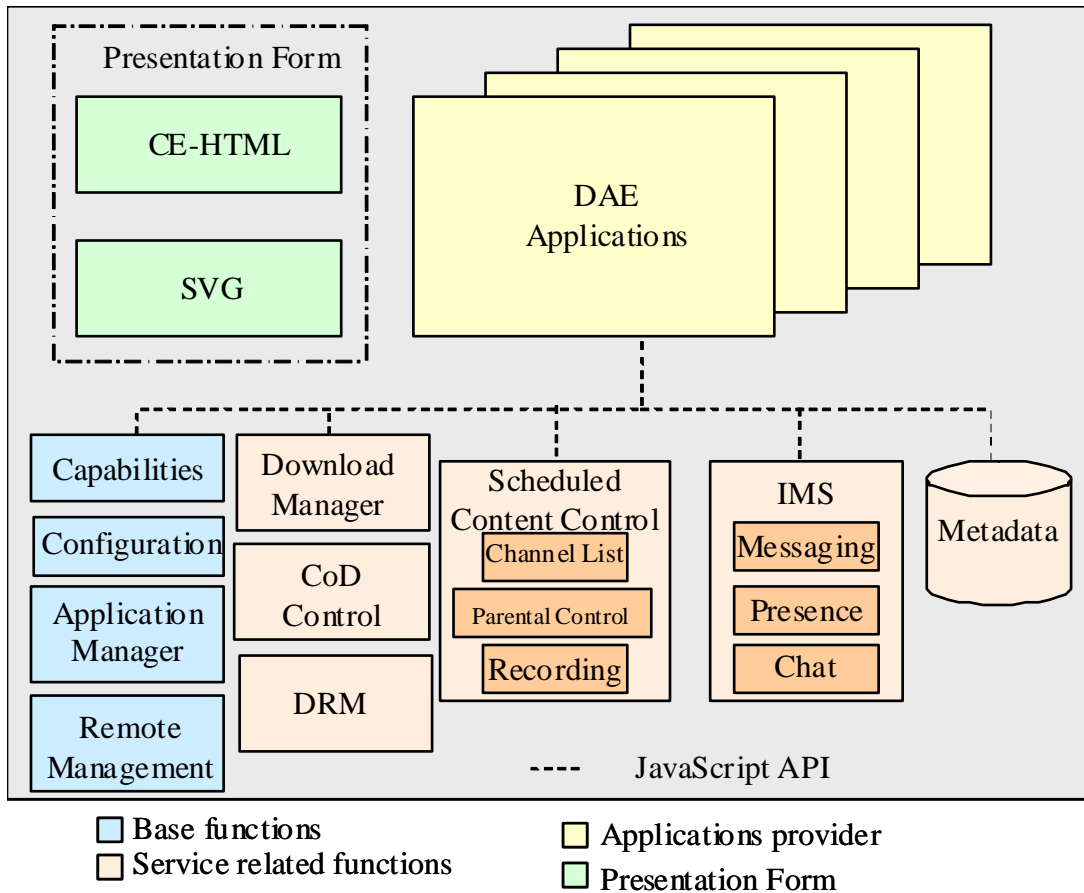 Presentation Form
CE-HTML
SVG
DAE
Applications
Capabilities
Configuration
Application
Manager
Remote
Management
Download
Manager
CoD
Control
DRM
Scheduled
Content Control
Channel List
Parental Control
Recording
IMS
Messaging
Presence
Chat
Metadata
JavaScript API
Base functions
Service related functions
Applications provider
Presentation Form